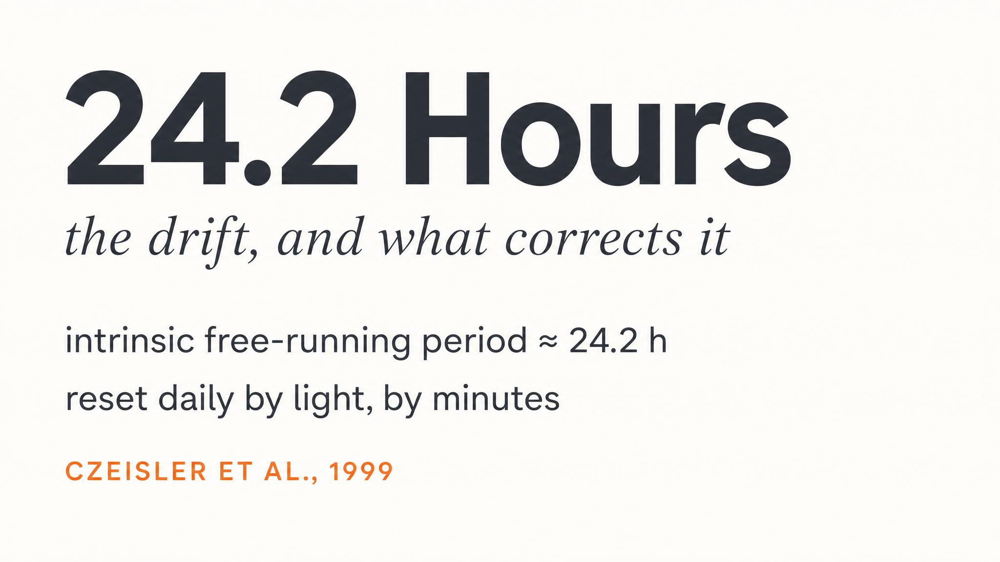 24.2 Hours
the drift, and what corrects it
intrinsic free-running period ≈ 24.2 h
reset daily by light, by minutes
CZEISLER ET AL., 1999